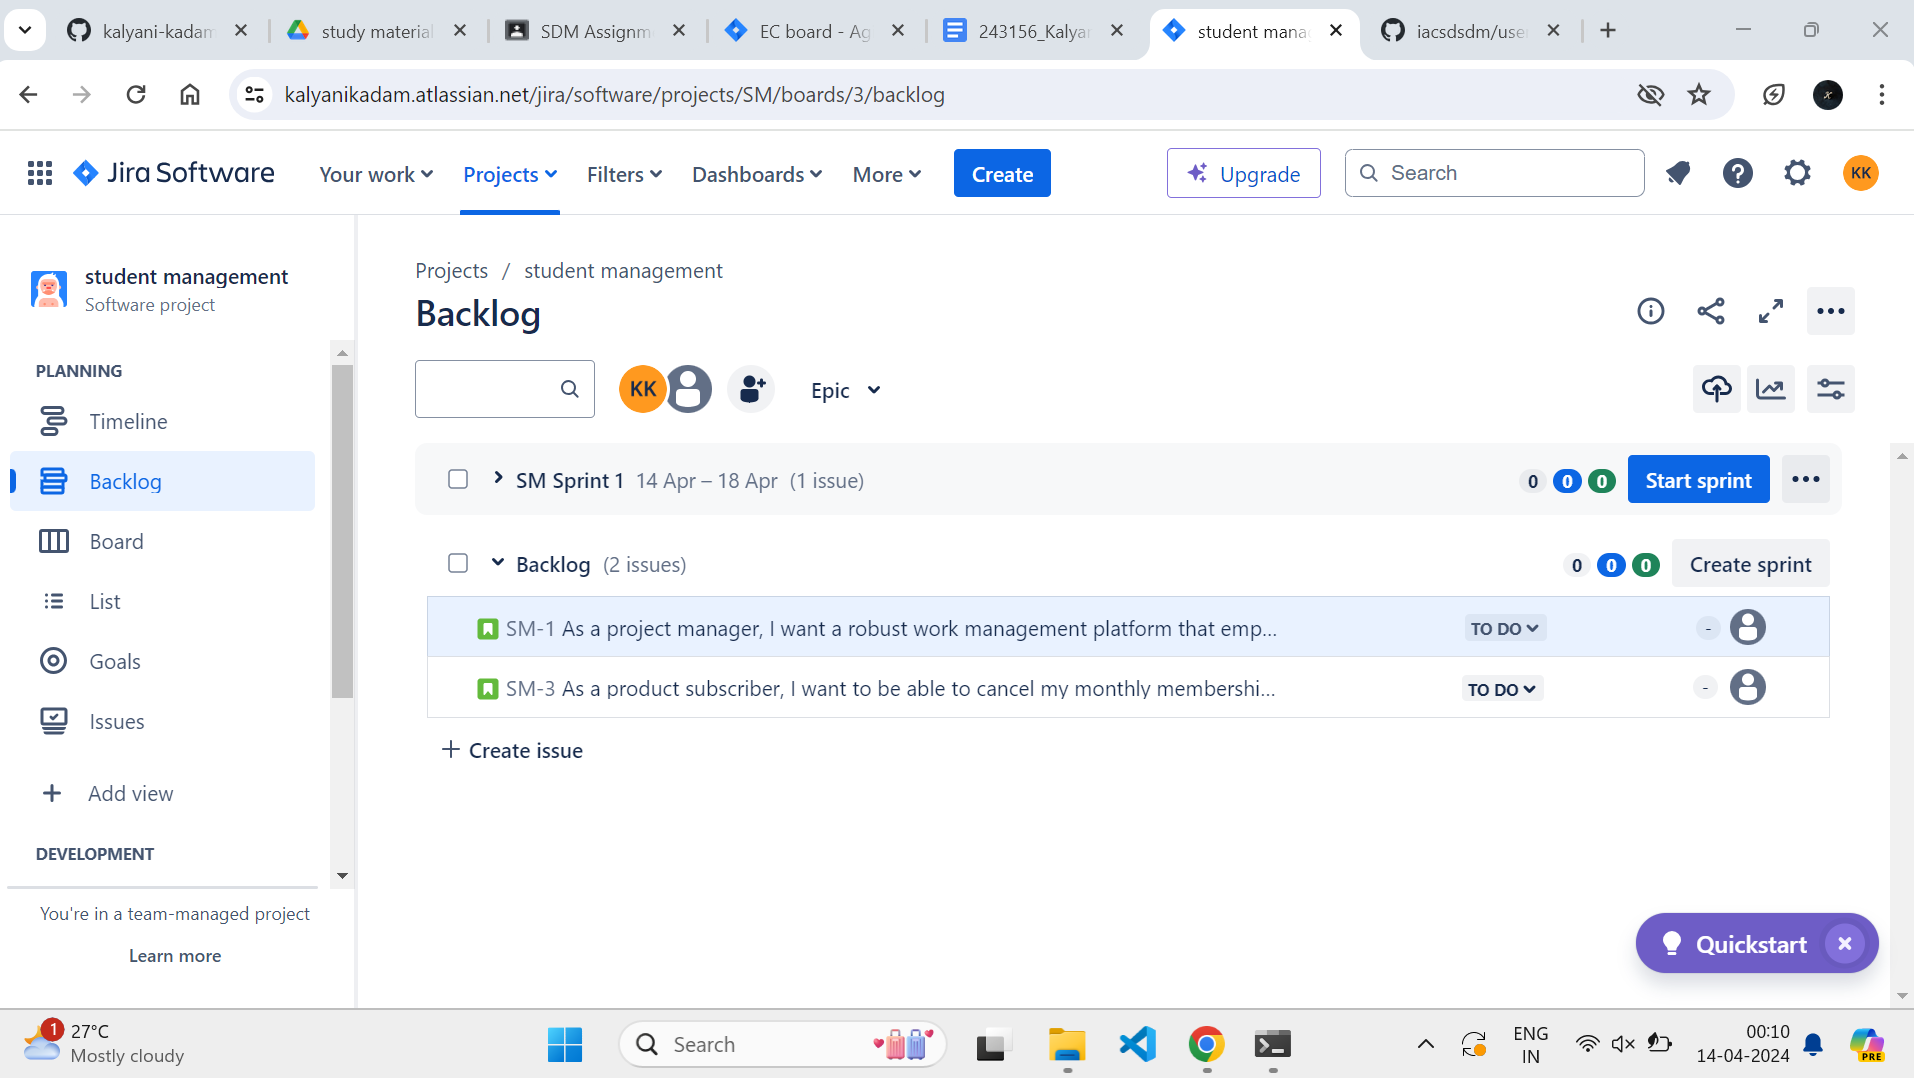 kalyani-kadam
study material
SDM Assignm
EC board - Ag
243156_Kalyan
student mana
iacsdsdm/user
kalyanikadam.atlassian.net/jira/software/projects/SM/boards/3/backlog
Jira Software
Your work
Projects
Filters
Dashboards
More
Create
Upgrade
Search
KK
student management
Software project
PLANNING
Timeline
Backlog
Board
List
Goals
Issues
Add view
DEVELOPMENT
You're in a team-managed project
Learn more
Projects / student management
Backlog
KK
Epic
SM Sprint 1 14 Apr – 18 Apr (1 issue)
0 0 0
Start sprint
Backlog (2 issues)
0 0 0
Create sprint
SM-1 As a project manager, I want a robust work management platform that emp...
TO DO
-
SM-3 As a product subscriber, I want to be able to cancel my monthly membershi...
TO DO
-
+ Create issue
Quickstart
1
27°C
Mostly cloudy
Search
ENG
IN
00:10
14-04-2024
PRE